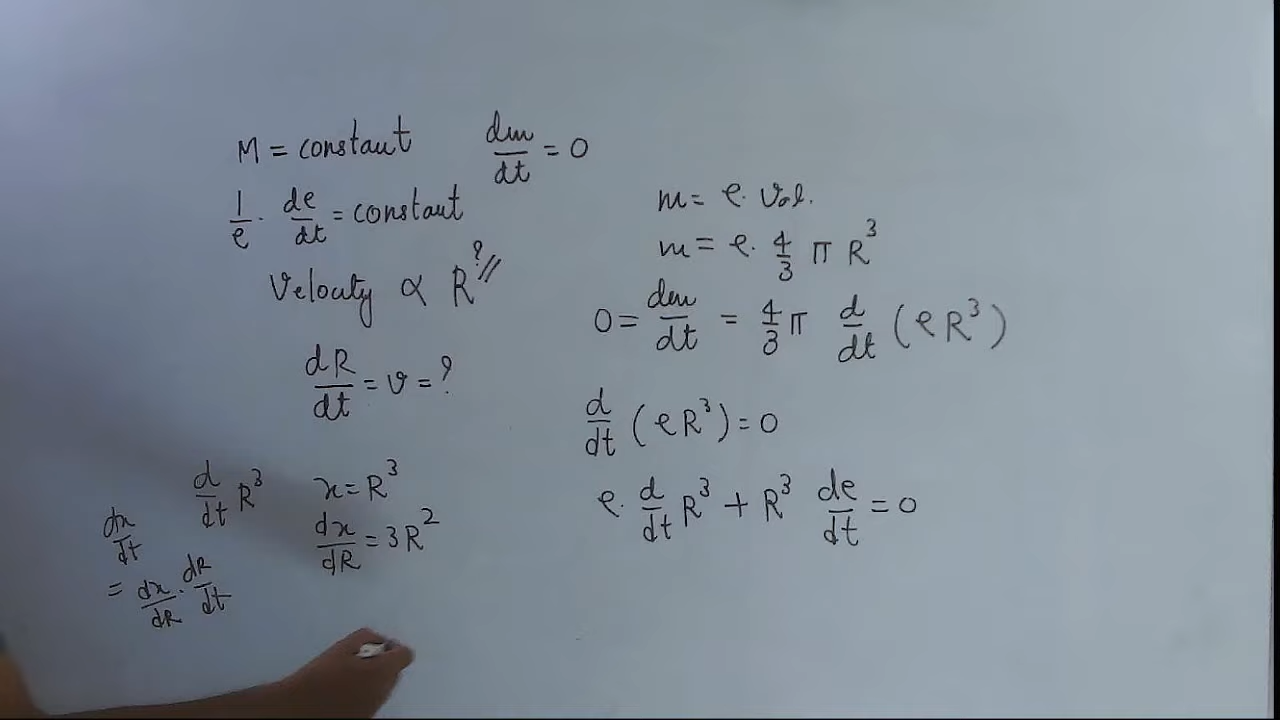 M = constant dm/dt = 0
1/ρ · dρ/dt = constant
Velocity ∝ R^?
dR/dt = v = ?
d/dt R³
x = R³
dx/dR = 3R²
dx/dt
= dx/dR · dR/dt
m = ρ. Vol.
m = ρ. 4/3 π R³
0 = dm/dt = 4/3 π d/dt (ρR³)
d/dt (ρR³) = 0
ρ. d/dt R³ + R³ dρ/dt = 0